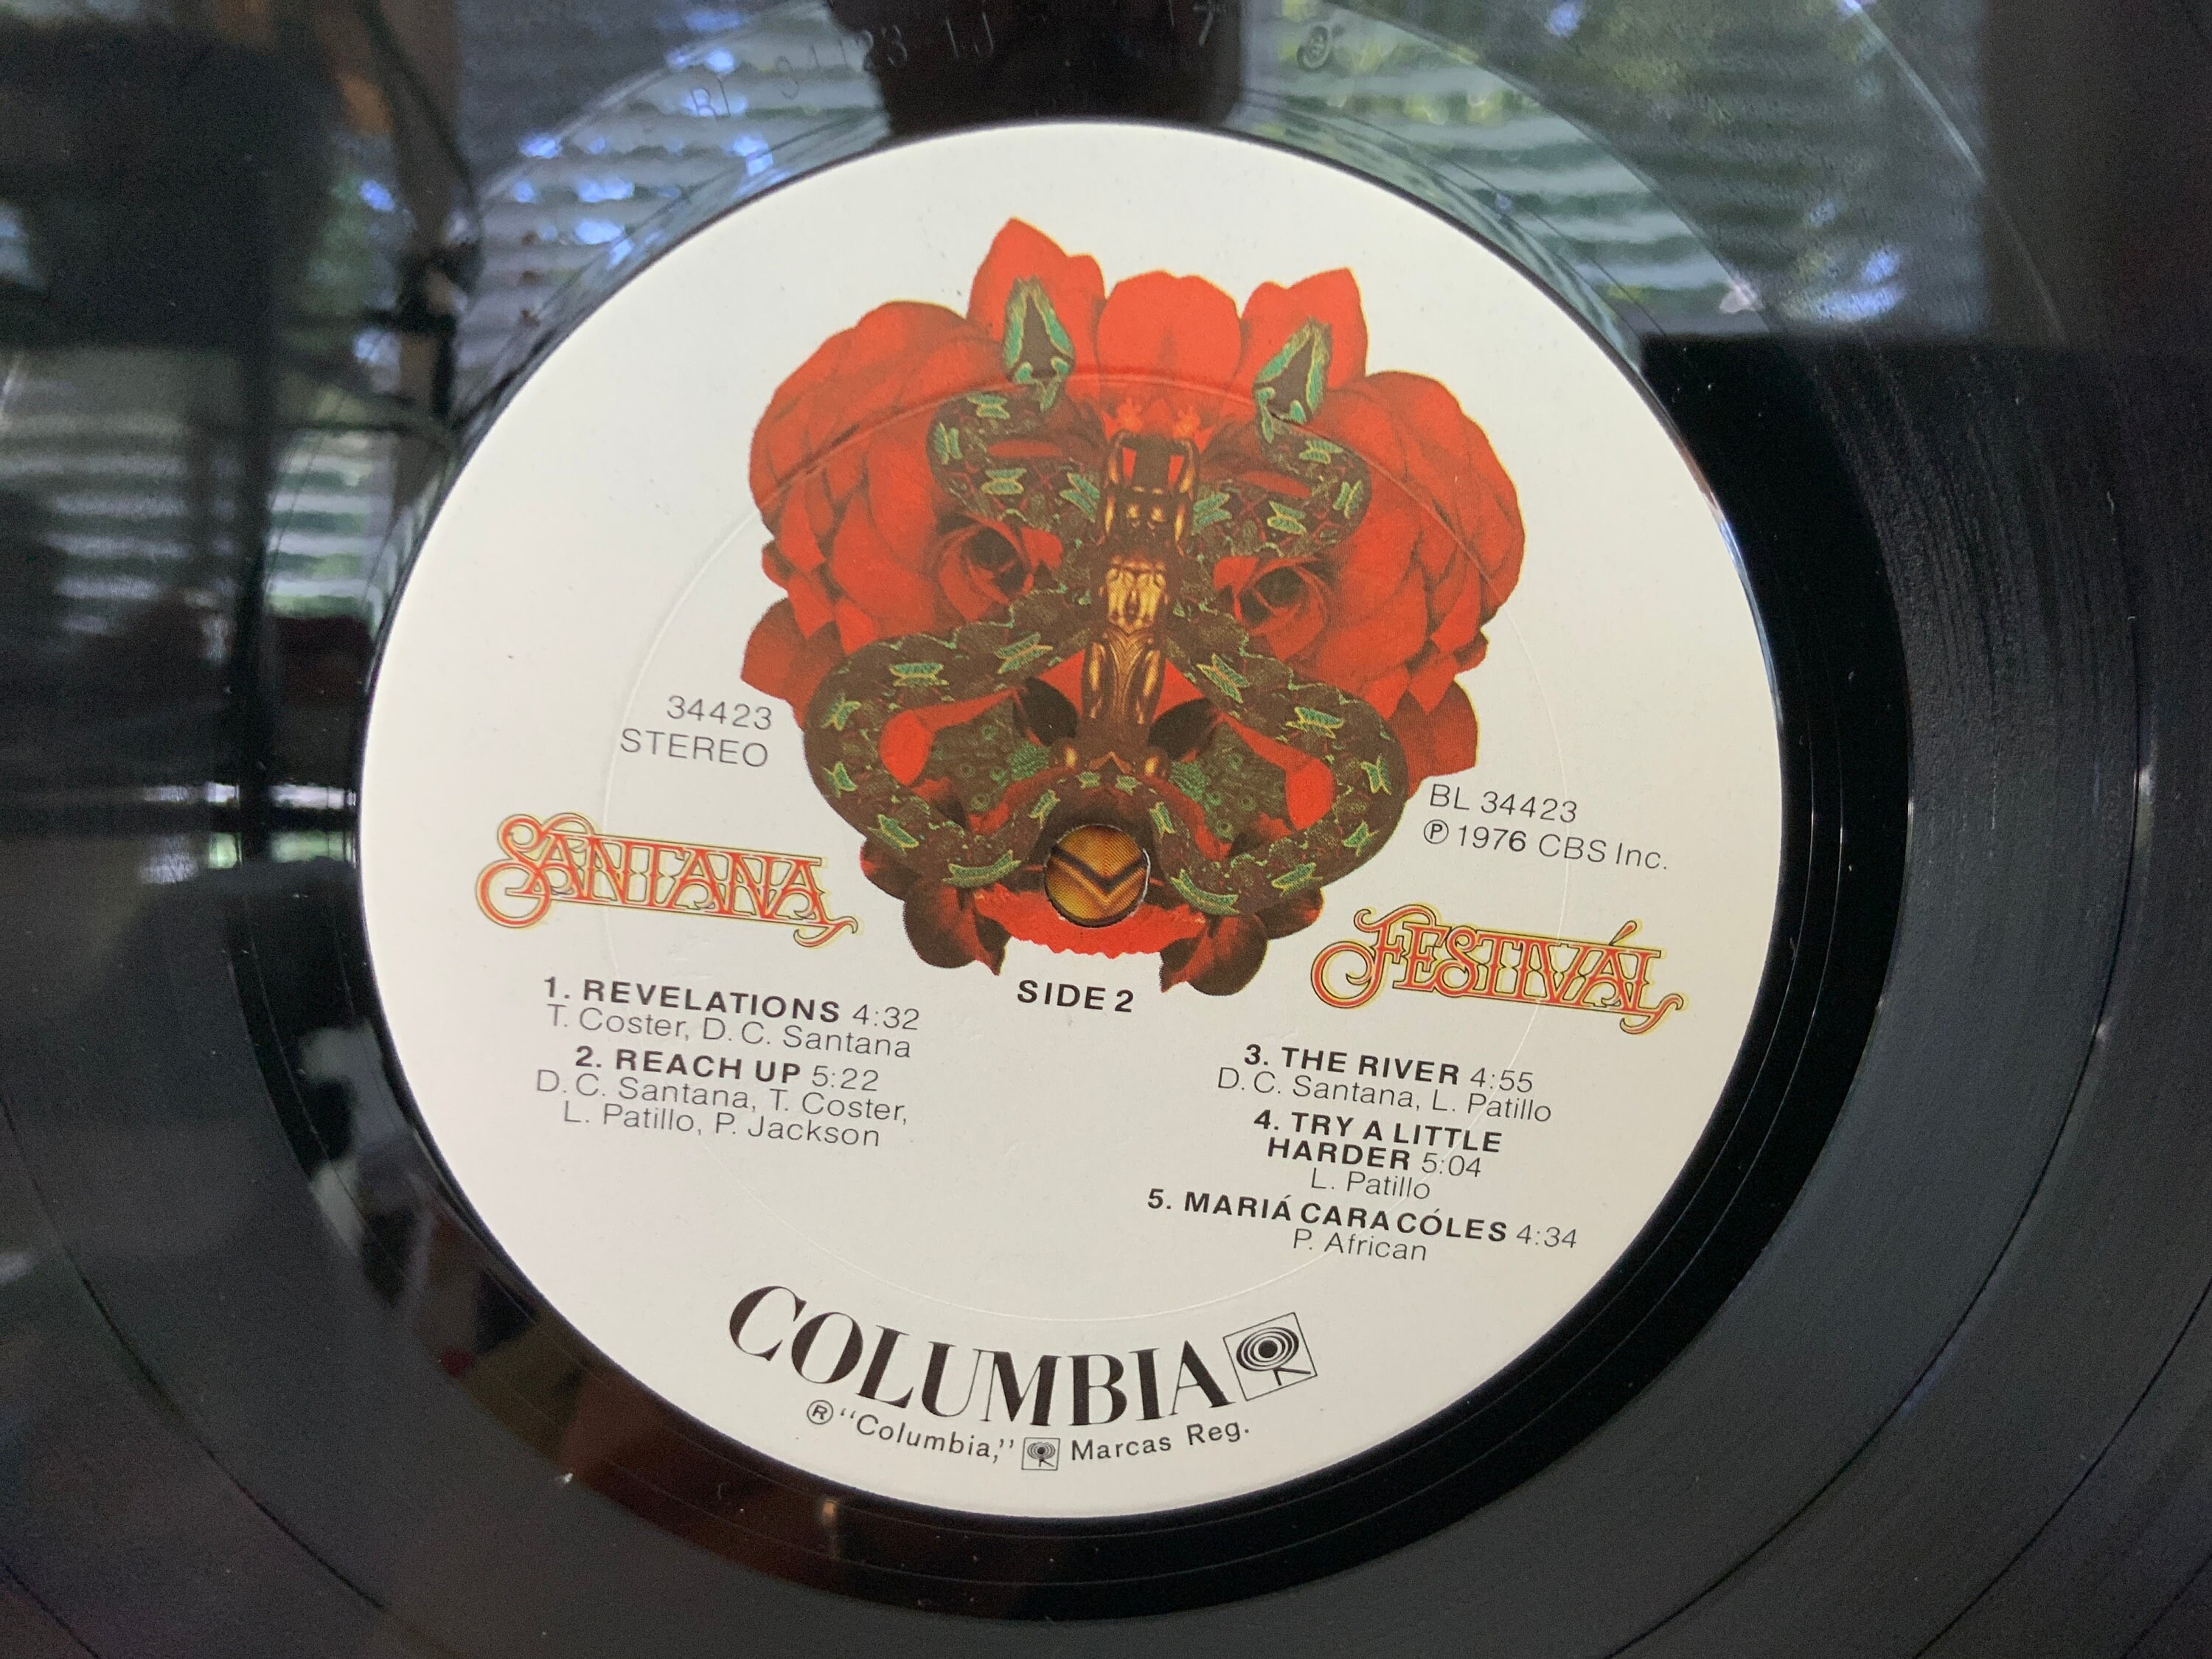 34423
STEREO
BL 34423
℗ 1976 CBS Inc.
SANTANA
FESTIVÁL
SIDE 2
1. REVELATIONS 4:32
T. Coster, D. C. Santana
2. REACH UP 5:22
D. C. Santana, T. Coster,
L. Patillo, P. Jackson
3. THE RIVER 4:55
D. C. Santana, L. Patillo
4. TRY A LITTLE
HARDER 5:04
L. Patillo
5. MARIÁ CARACÓLES 4:34
P. African
COLUMBIA
® "Columbia," Marcas Reg.